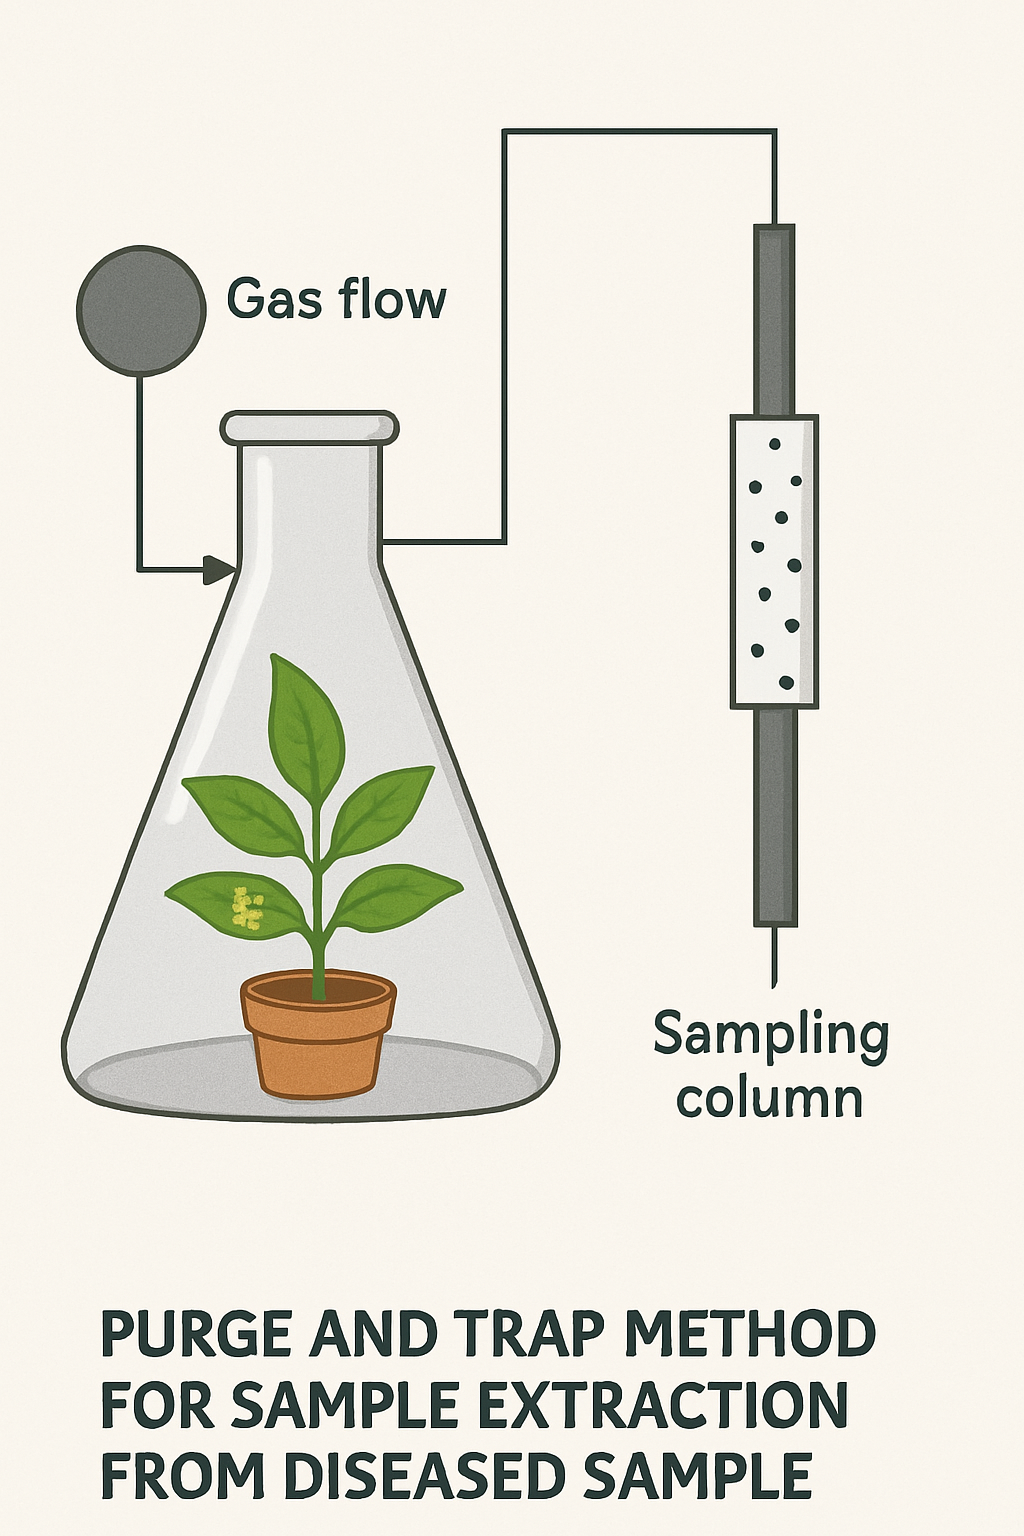 Gas flow
Sampling
column
PURGE AND TRAP METHOD
FOR SAMPLE EXTRACTION
FROM DISEASED SAMPLE